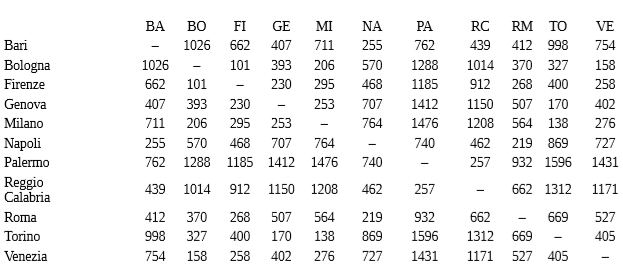 BA BO FI GE MI NA PA RC RM TO VE
Bari – 1026 662 407 711 255 762 439 412 998 754
Bologna 1026 – 101 393 206 570 1288 1014 370 327 158
Firenze 662 101 – 230 295 468 1185 912 268 400 258
Genova 407 393 230 – 253 707 1412 1150 507 170 402
Milano 711 206 295 253 – 764 1476 1208 564 138 276
Napoli 255 570 468 707 764 – 740 462 219 869 727
Palermo 762 1288 1185 1412 1476 740 – 257 932 1596 1431
Reggio
Calabria 439 1014 912 1150 1208 462 257 – 662 1312 1171
Roma 412 370 268 507 564 219 932 662 – 669 527
Torino 998 327 400 170 138 869 1596 1312 669 – 405
Venezia 754 158 258 402 276 727 1431 1171 527 405 –